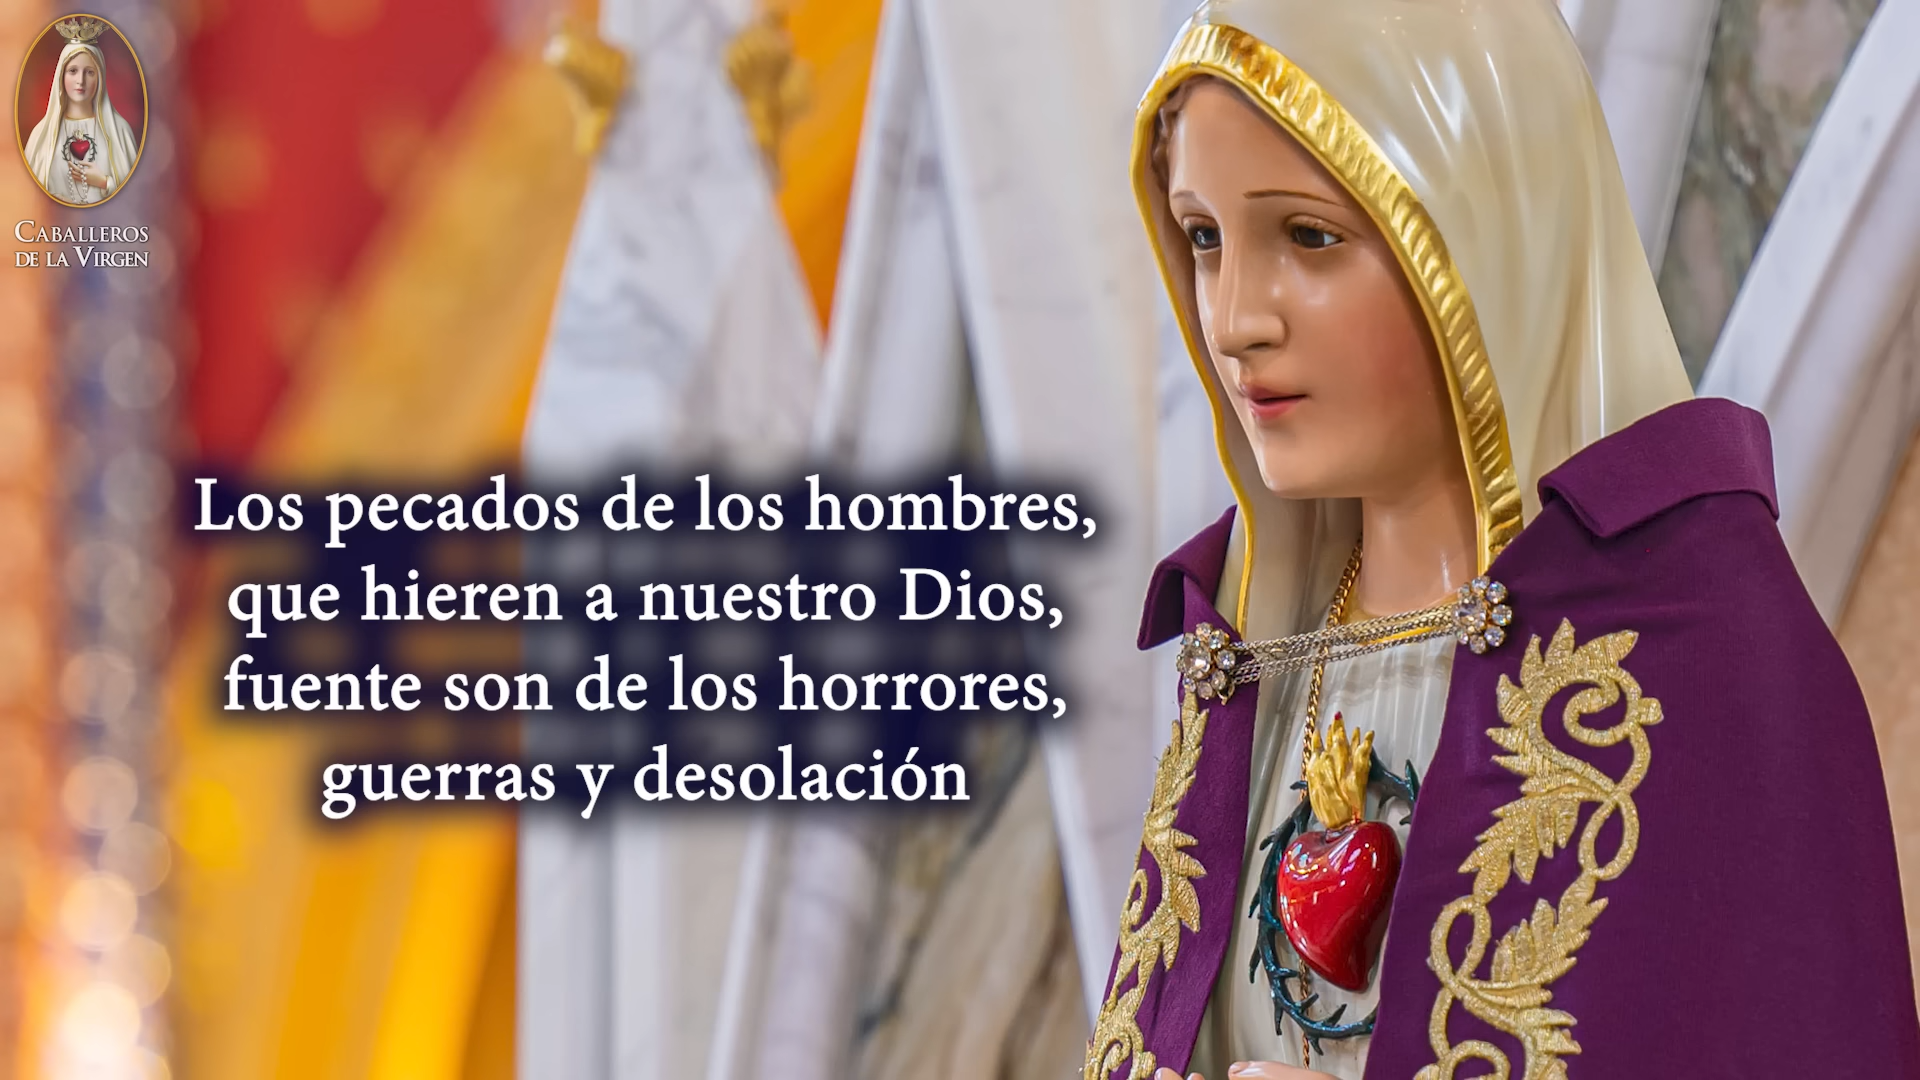 CABALLEROS
DE LA VIRGEN
Los pecados de los hombres,
que hieren a nuestro Dios,
fuente son de los horrores,
guerras y desolación